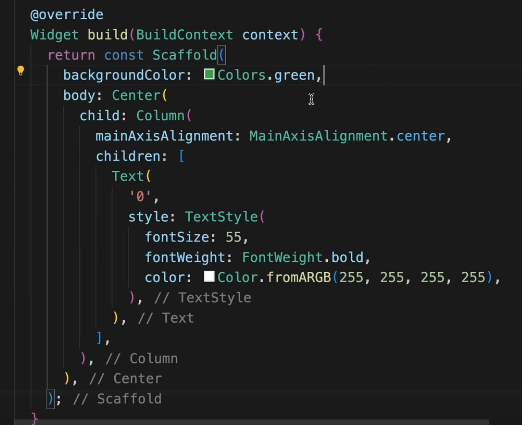 @override
Widget build(BuildContext context) {
return const Scaffold(
backgroundColor: Colors.green,
body: Center(
child: Column(
mainAxisAlignment: MainAxisAlignment.center,
children: [
Text(
'0',
style: TextStyle(
fontSize: 55,
fontWeight: FontWeight.bold,
color: Color.fromARGB(255, 255, 255, 255),
), // TextStyle
), // Text
],
), // Column
), // Center
); // Scaffold
}